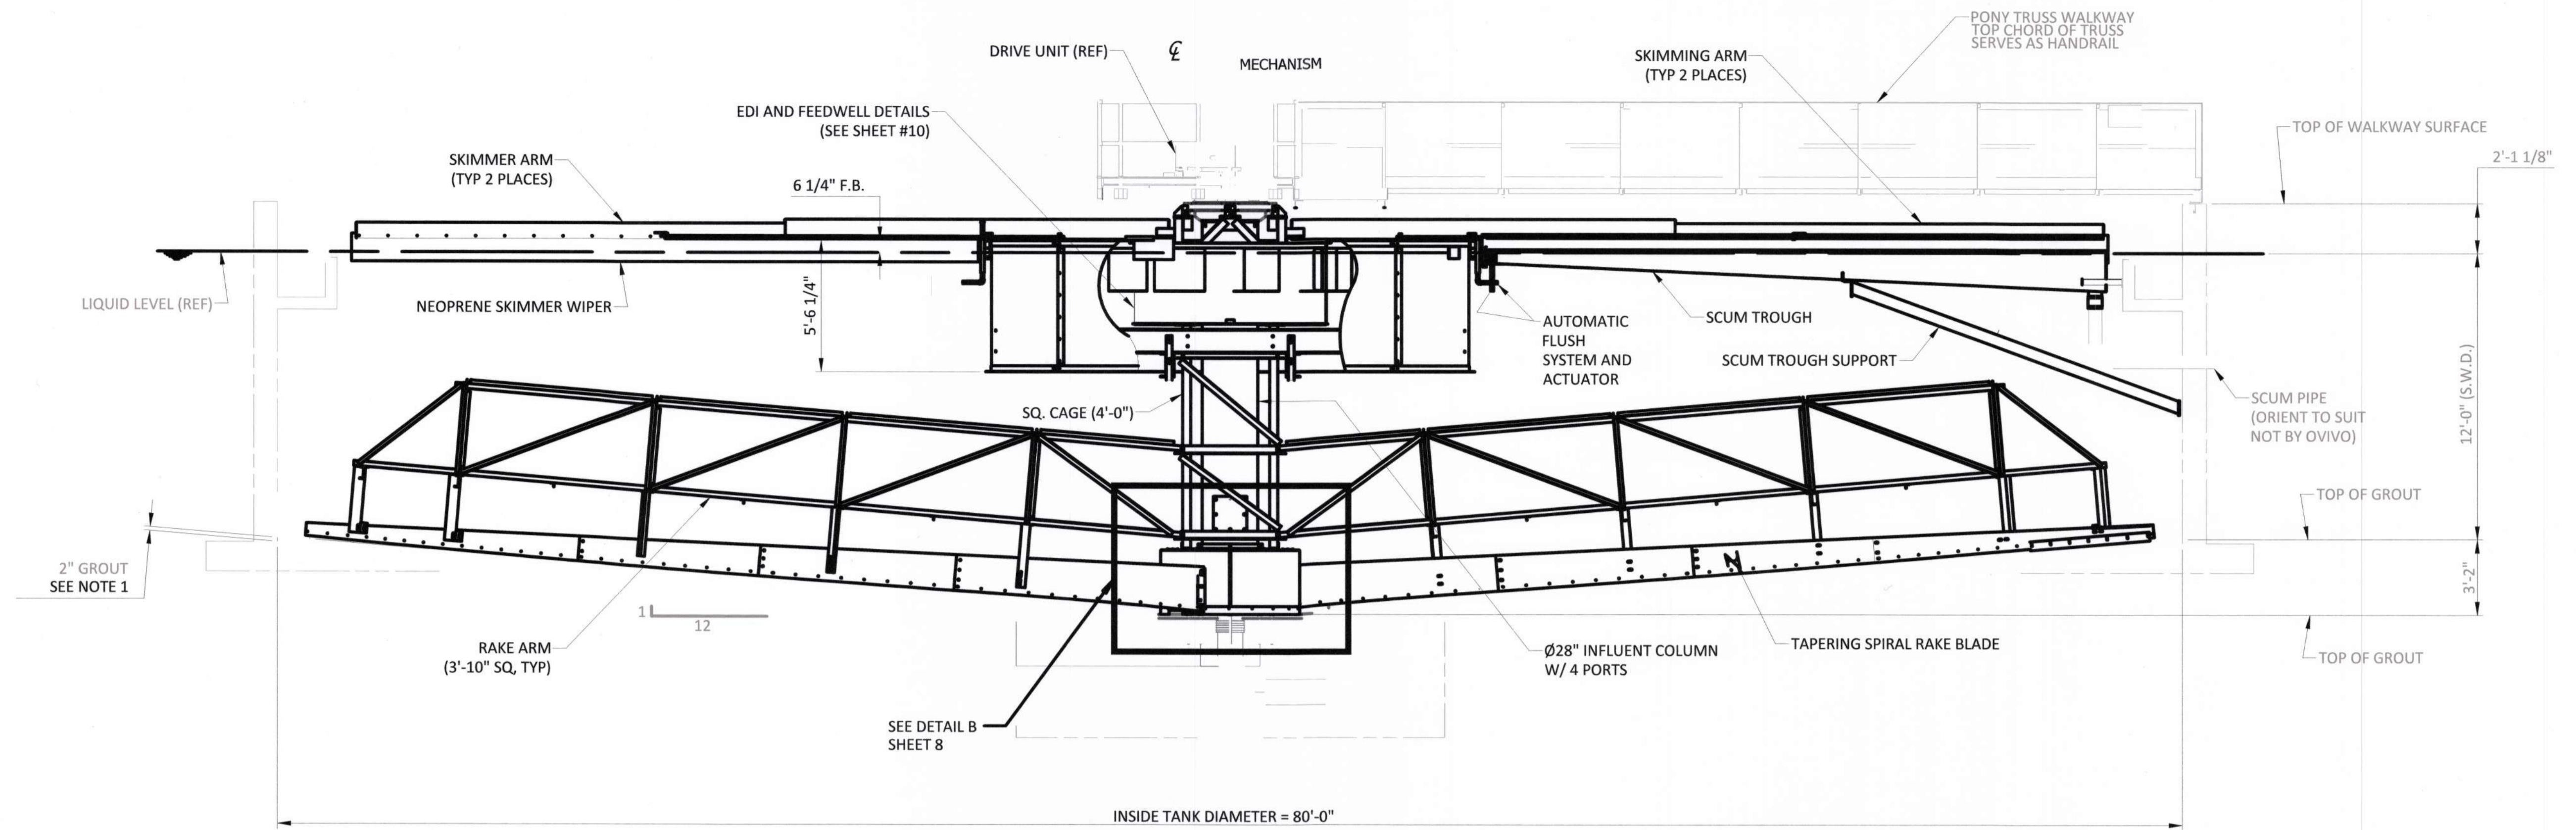 PONY TRUSS WALKWAY
TOP CHORD OF TRUSS
SERVES AS HANDRAIL
DRIVE UNIT (REF)
℄
MECHANISM
SKIMMING ARM
(TYP 2 PLACES)
EDI AND FEEDWELL DETAILS
(SEE SHEET #10)
TOP OF WALKWAY SURFACE
2'-1 1/8"
SKIMMER ARM
(TYP 2 PLACES)
6 1/4" F.B.
LIQUID LEVEL (REF)
NEOPRENE SKIMMER WIPER
5'-6 1/4"
AUTOMATIC
FLUSH
SYSTEM AND
ACTUATOR
SCUM TROUGH
SCUM TROUGH SUPPORT
SQ. CAGE (4'-0")
SCUM PIPE
(ORIENT TO SUIT
NOT BY OVIVO)
12'-0" (S.W.D.)
TOP OF GROUT
2" GROUT
SEE NOTE 1
3'-2"
1
12
RAKE ARM
(3'-10" SQ, TYP)
Ø28" INFLUENT COLUMN
W/ 4 PORTS
TAPERING SPIRAL RAKE BLADE
TOP OF GROUT
SEE DETAIL B
SHEET 8
INSIDE TANK DIAMETER = 80'-0"